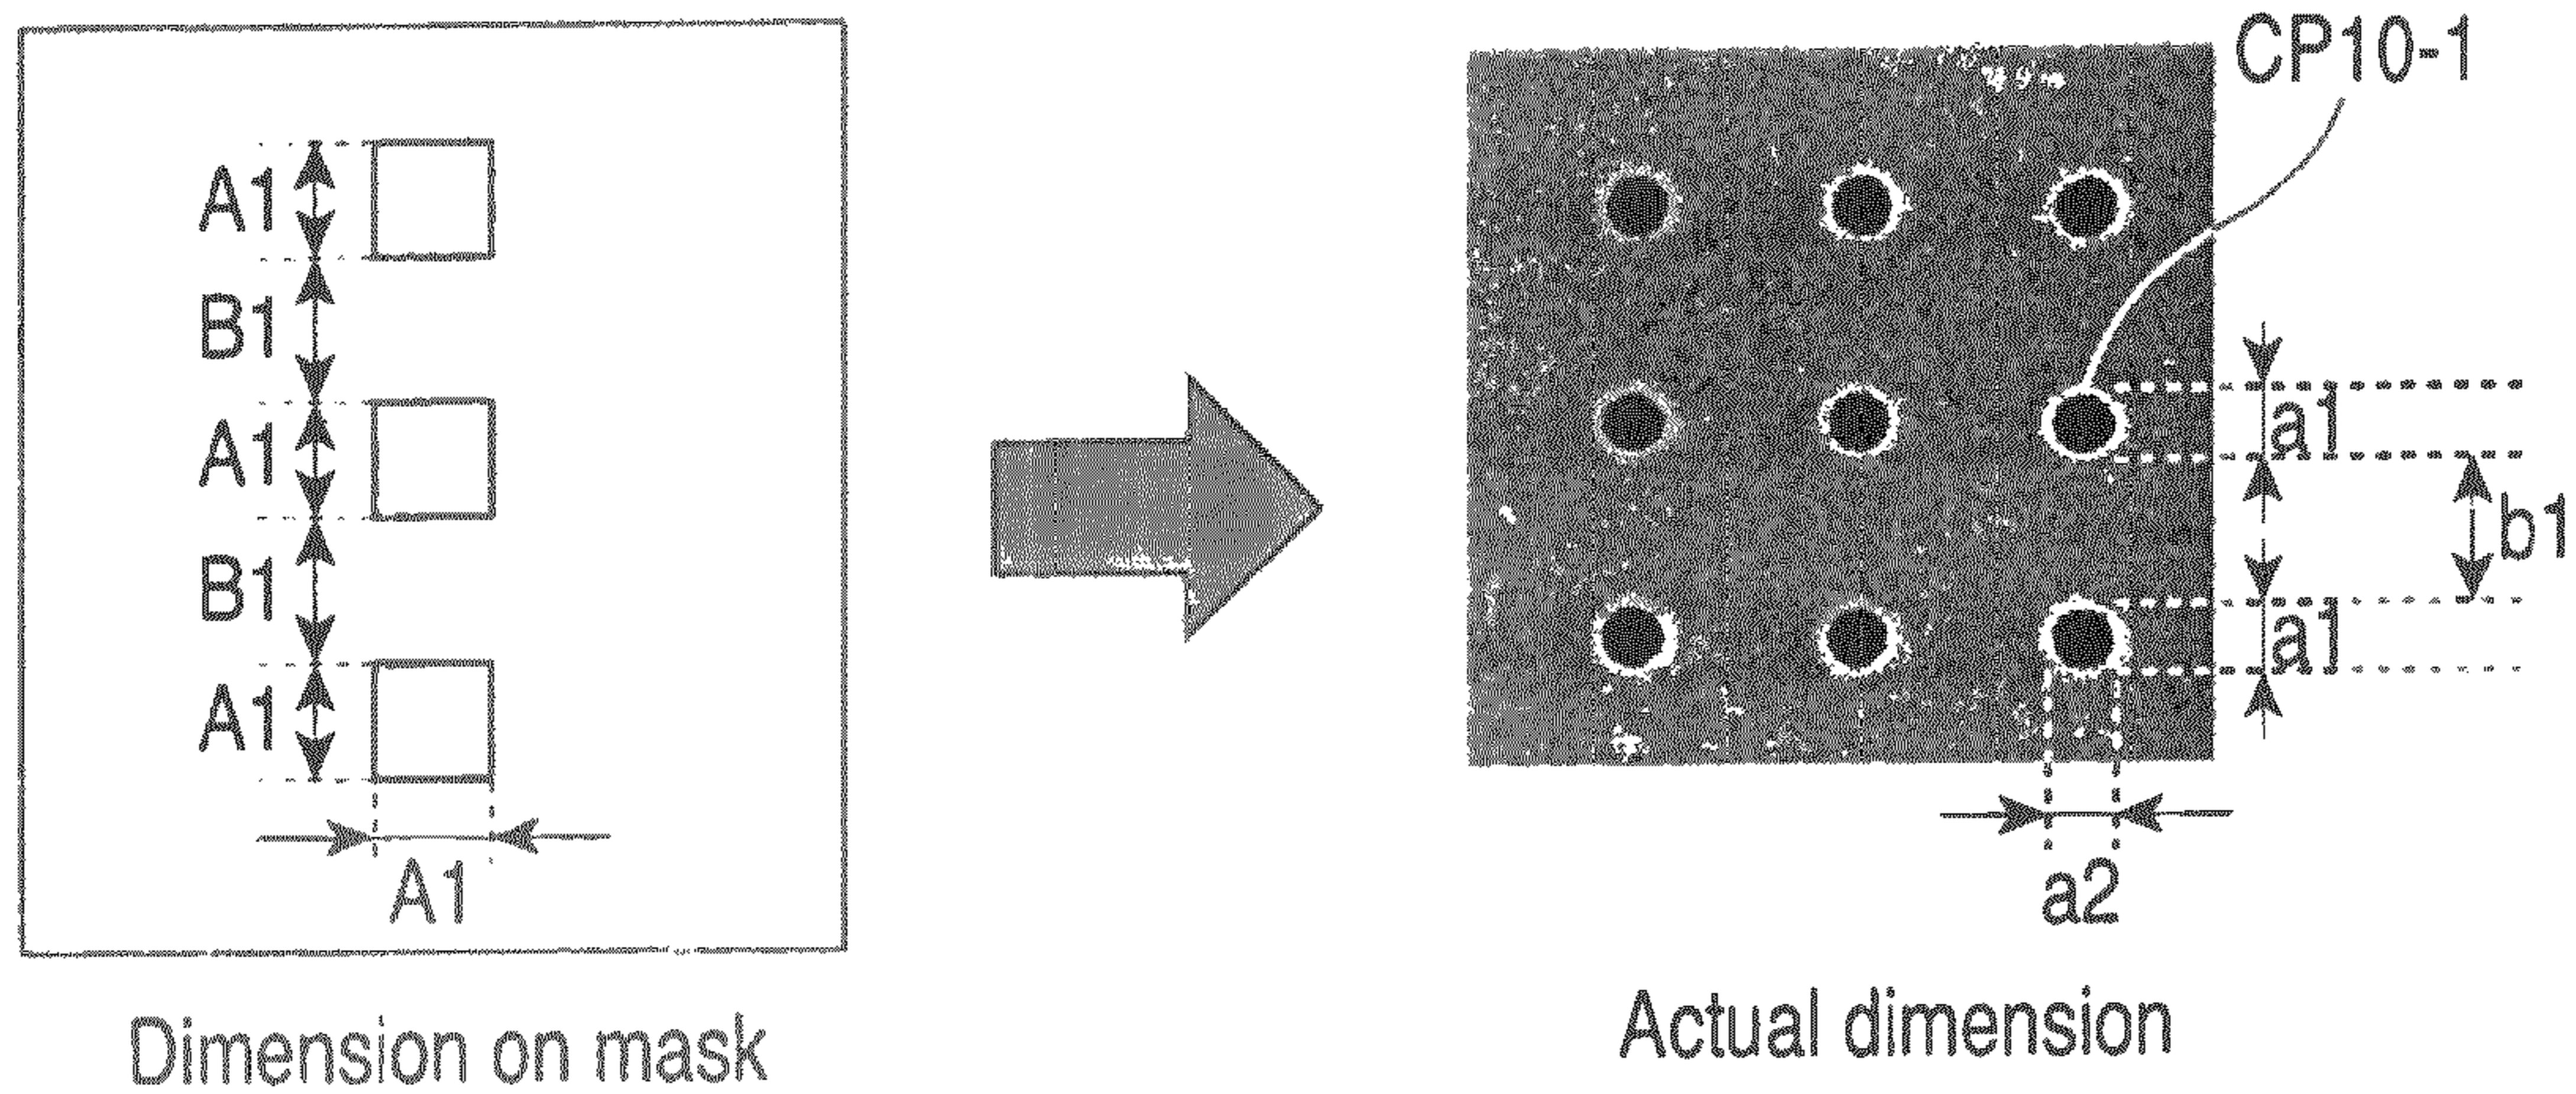 A1
B1
A1
B1
A1
A1
Dimension on mask
CP10-1
a1
b1
a1
a2
Actual dimension